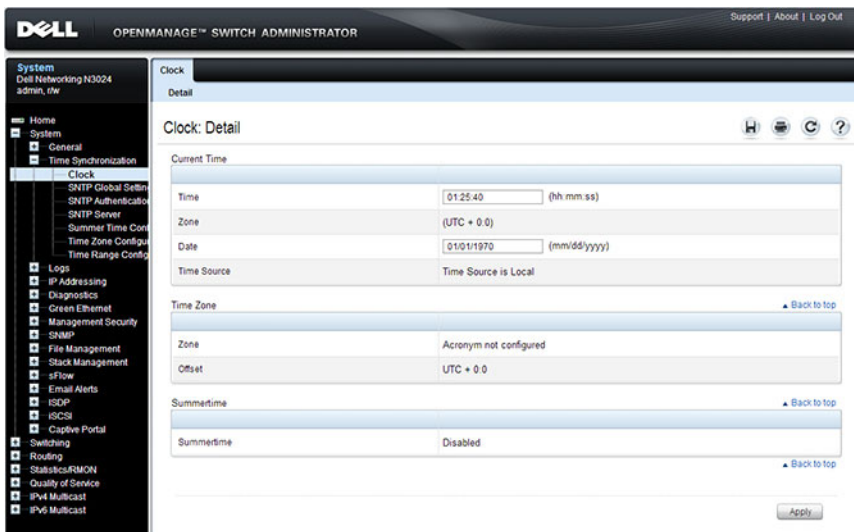 Support | About | Log Out
DELL OPENMANAGE™ SWITCH ADMINISTRATOR
System
Dell Networking N3024
admin, r/w
Home
System
General
Time Synchronization
Clock
SNTP Global Settin
SNTP Authenticatio
SNTP Server
Summer Time Conf
Time Zone Configu
Time Range Config
Logs
IP Addressing
Diagnostics
Green Ethernet
Management Security
SNMP
File Management
Stack Management
sFlow
Email Alerts
ISDP
iSCSI
Captive Portal
Switching
Routing
Statistics/RMON
Quality of Service
IPv4 Multicast
IPv6 Multicast
Clock
Detail
Clock: Detail
Current Time
Time 01:25:40 (hh:mm:ss)
Zone (UTC + 0:0)
Date 01/01/1970 (mm/dd/yyyy)
Time Source Time Source is Local
Time Zone Back to top
Zone Acronym not configured
Offset UTC + 0:0
Summertime Back to top
Summertime Disabled
Back to top
Apply